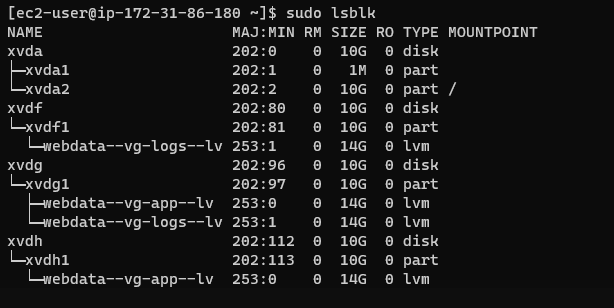 [ec2-user@ip-172-31-86-180 ~]$ sudo lsblk
NAME                        MAJ:MIN RM SIZE RO TYPE MOUNTPOINT
xvda                        202:0    0  10G  0 disk
├─xvda1                     202:1    0   1M  0 part
└─xvda2                     202:2    0  10G  0 part /
xvdf                        202:80   0  10G  0 disk
└─xvdf1                     202:81   0  10G  0 part
  └─webdata--vg-logs--lv 253:1    0  14G  0 lvm
xvdg                        202:96   0  10G  0 disk
└─xvdg1                     202:97   0  10G  0 part
  ├─webdata--vg-app--lv  253:0    0  14G  0 lvm
  └─webdata--vg-logs--lv 253:1    0  14G  0 lvm
xvdh                        202:112  0  10G  0 disk
└─xvdh1                     202:113  0  10G  0 part
  └─webdata--vg-app--lv  253:0    0  14G  0 lvm